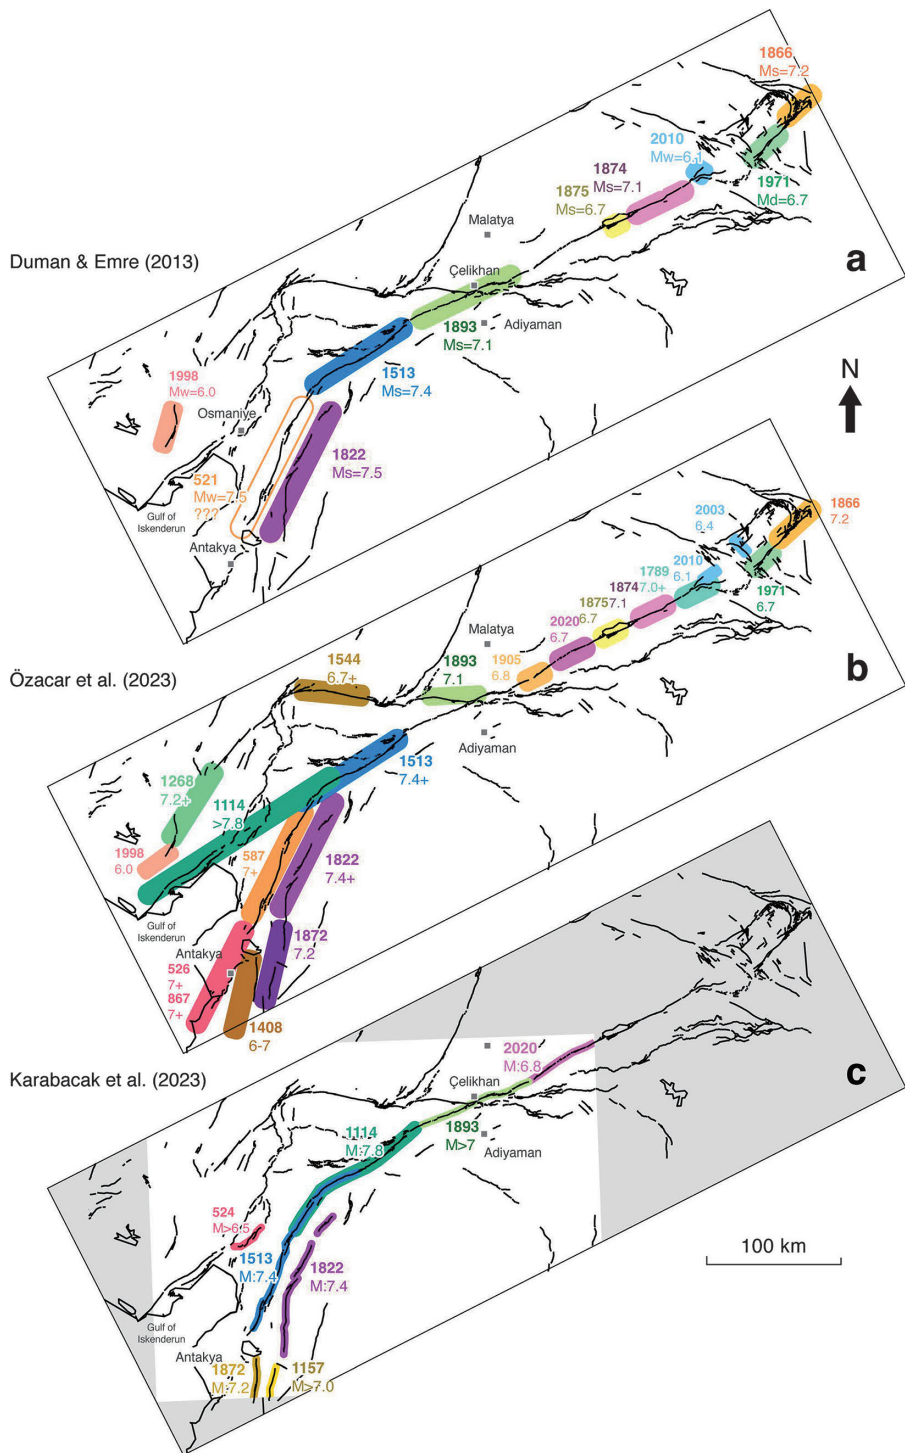 1866
Ms=7.2
2010
Mw=6.1
1874
Ms=7.1
1875
Ms=6.7
1971
Md=6.7
Malatya
Duman & Emre (2013)
a
Çelikhan
Adiyaman
1893
Ms=7.1
1513
Ms=7.4
1998
Mw=6.0
Osmaniye
N
1822
Ms=7.5
521
Mw=7.5
???
Gulf of
Iskenderun
Antakya
2003
6.4
1866
7.2
2010
6.1
1789
7.0+
1874
7.1
1875
6.7
1971
6.7
2020
6.7
Malatya
1905
6.8
Özacar et al. (2023)
1544
6.7+
1893
7.1
b
Adiyaman
1513
7.4+
1268
7.2+
1114
>7.8
1998
6.0
587
7+
1822
7.4+
Gulf of
Iskenderun
1872
7.2
Antakya
526
7+
867
7+
1408
6-7
2020
M:6.8
Karabacak et al. (2023)
c
Çelikhan
1893
M>7
Adiyaman
1114
M:7.8
524
M>6.5
1513
M:7.4
1822
M:7.4
100 km
Gulf of
Iskenderun
Antakya
1872
M:7.2
1157
M>7.0